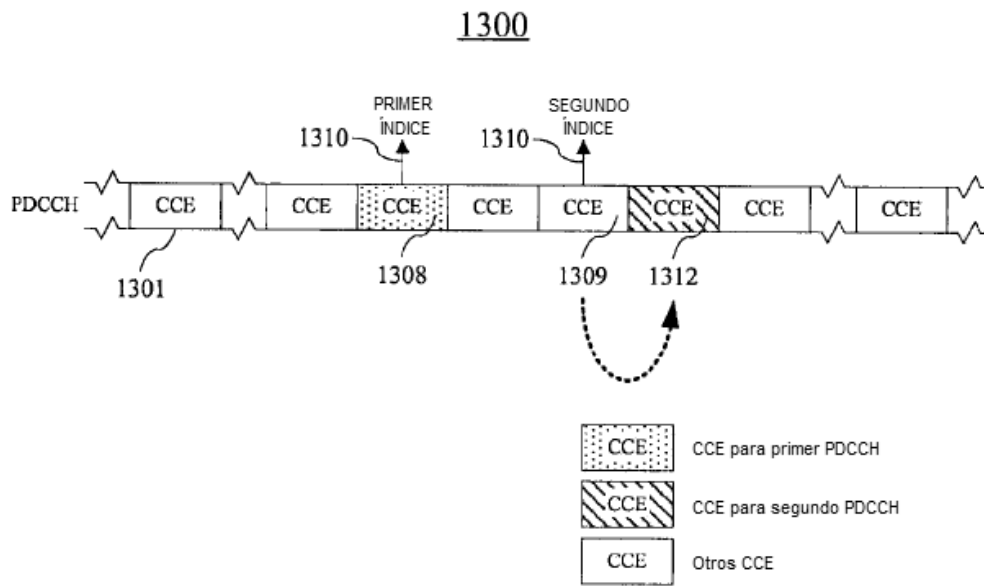 1300
PRIMER
ÍNDICE
SEGUNDO
ÍNDICE
1310
1310
PDCCH
CCE
CCE
CCE
CCE
CCE
CCE
CCE
CCE
1301
1308
1309
1312
CCE
CCE para primer PDCCH
CCE
CCE para segundo PDCCH
CCE
Otros CCE